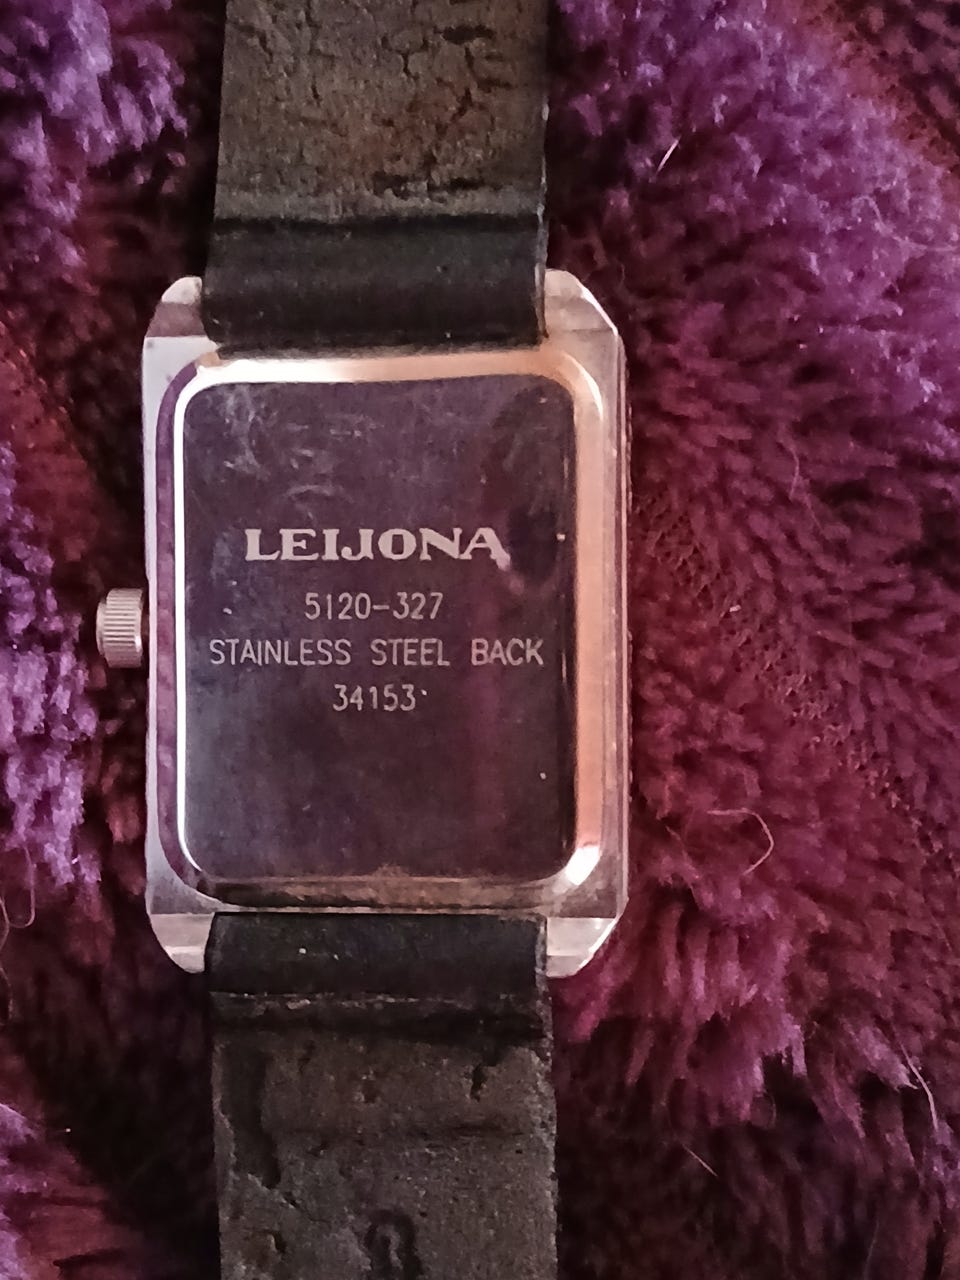 LEIJONA
5120-327
STAINLESS STEEL BACK
34153